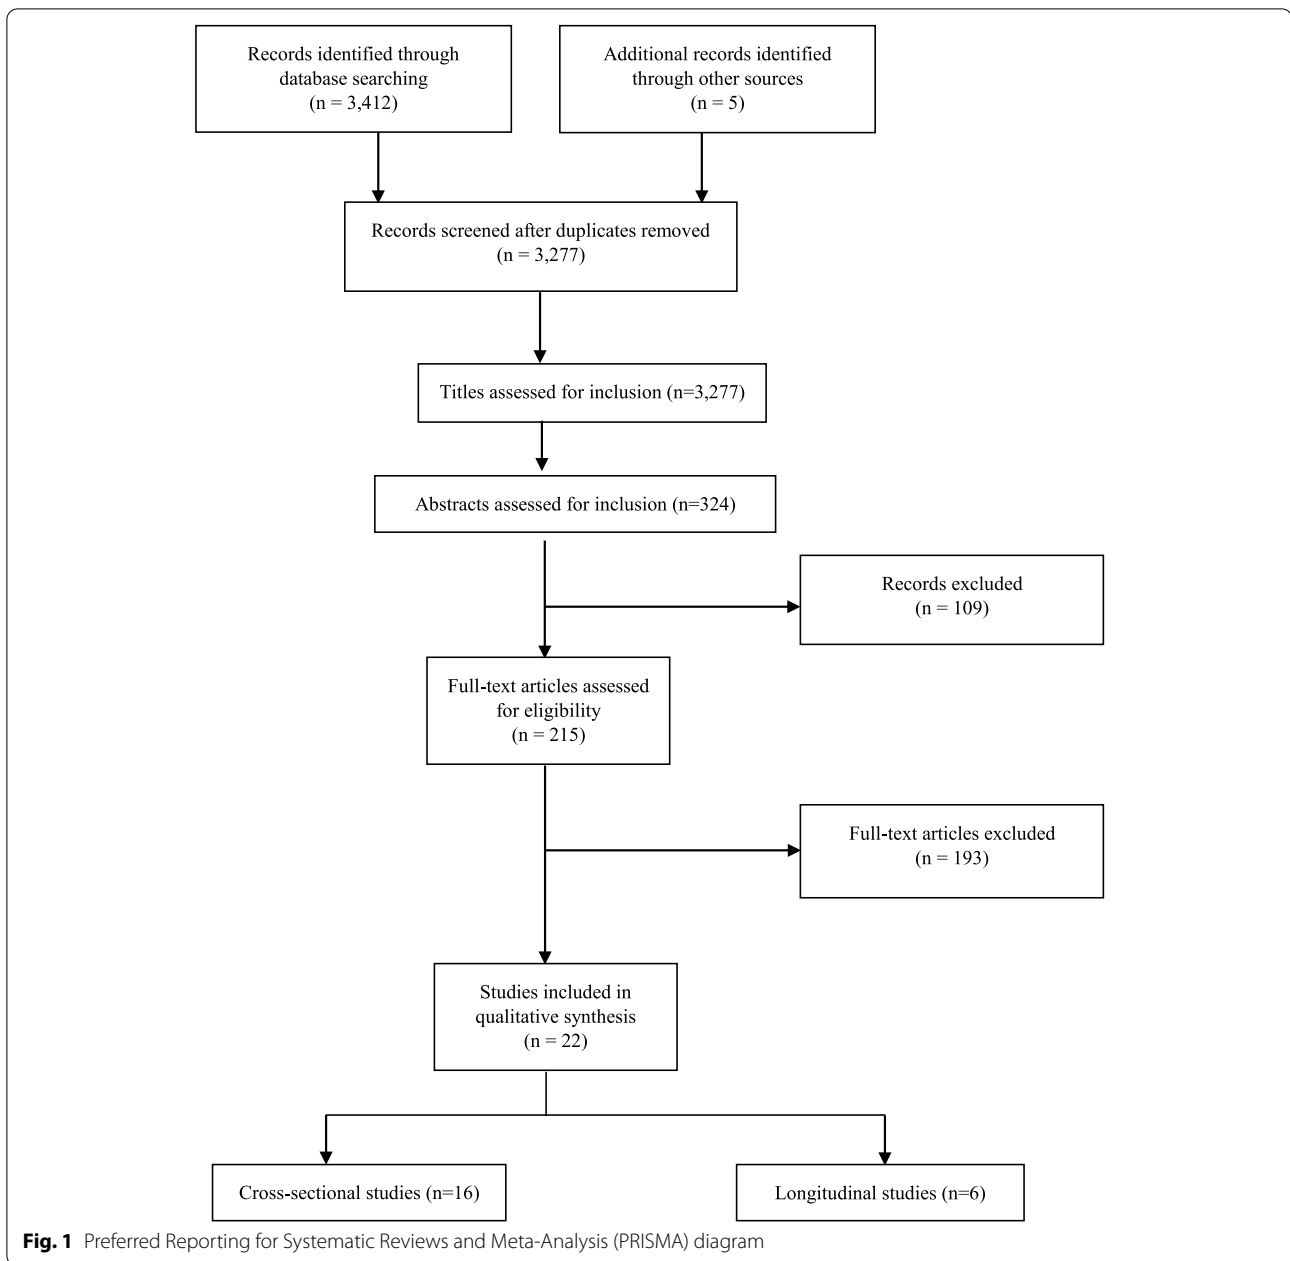 Records identified through
database searching
(n = 3,412)
Additional records identified
through other sources
(n = 5)
Records screened after duplicates removed
(n = 3,277)
Titles assessed for inclusion (n=3,277)
Abstracts assessed for inclusion (n=324)
Records excluded
(n = 109)
Full-text articles assessed
for eligibility
(n = 215)
Full-text articles excluded
(n = 193)
Studies included in
qualitative synthesis
(n = 22)
Cross-sectional studies (n=16)
Longitudinal studies (n=6)
Fig. 1 Preferred Reporting for Systematic Reviews and Meta-Analysis (PRISMA) diagram